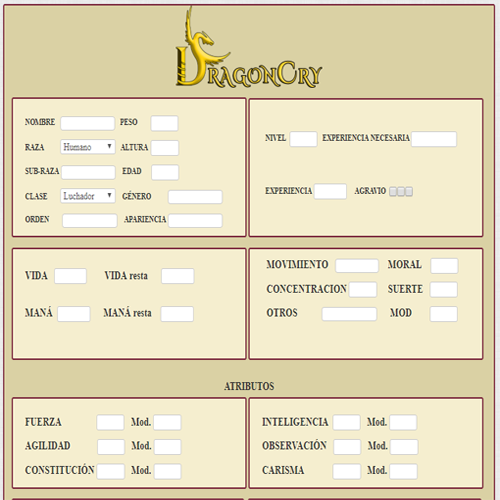 DRAGONCRY
NOMBRE PESO
RAZA Humano ALTURA
SUB-RAZA EDAD
CLASE Luchador GÉNERO
ORDEN APARIENCIA
NIVEL EXPERIENCIA NECESARIA
EXPERIENCIA AGRAVIO
VIDA VIDA resta
MANÁ MANÁ resta
MOVIMIENTO MORAL
CONCENTRACION SUERTE
OTROS MOD
ATRIBUTOS
FUERZA Mod.
AGILIDAD Mod.
CONSTITUCIÓN Mod.
INTELIGENCIA Mod.
OBSERVACIÓN Mod.
CARISMA Mod.